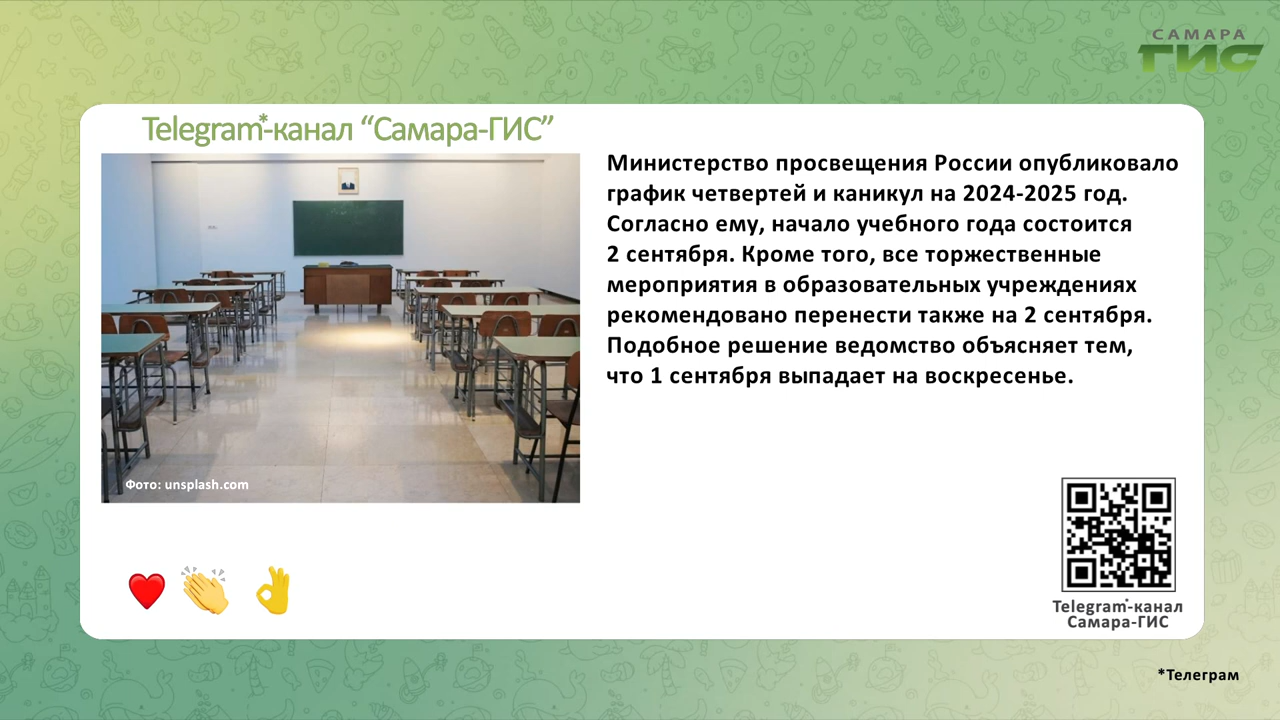 САМАРА
ГИС
Telegram*-канал “Самара-ГИС”
Министерство просвещения России опубликовало
график четвертей и каникул на 2024-2025 год.
Согласно ему, начало учебного года состоится
2 сентября. Кроме того, все торжественные
мероприятия в образовательных учреждениях
рекомендовано перенести также на 2 сентября.
Подобное решение ведомство объясняет тем,
что 1 сентября выпадает на воскресенье.
Фото: unsplash.com
Telegram*-канал
Самара-ГИС
*Телеграм